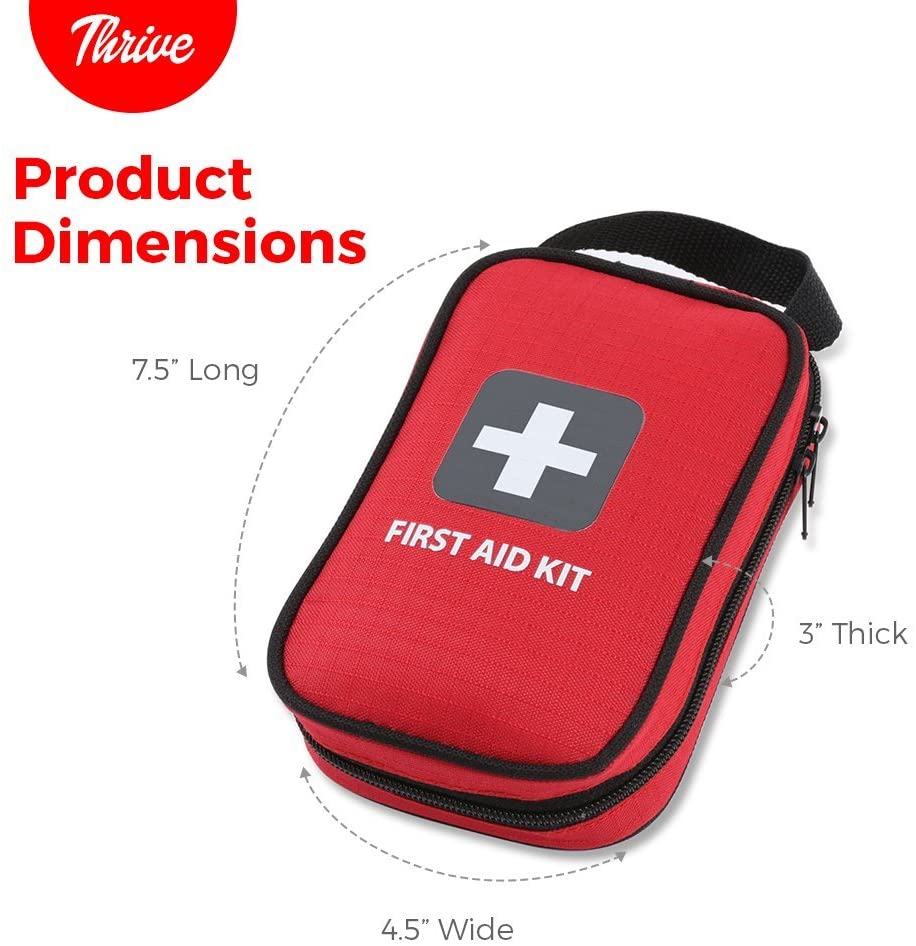 Thrive
Product
Dimensions
7.5” Long
FIRST AID KIT
3” Thick
4.5” Wide